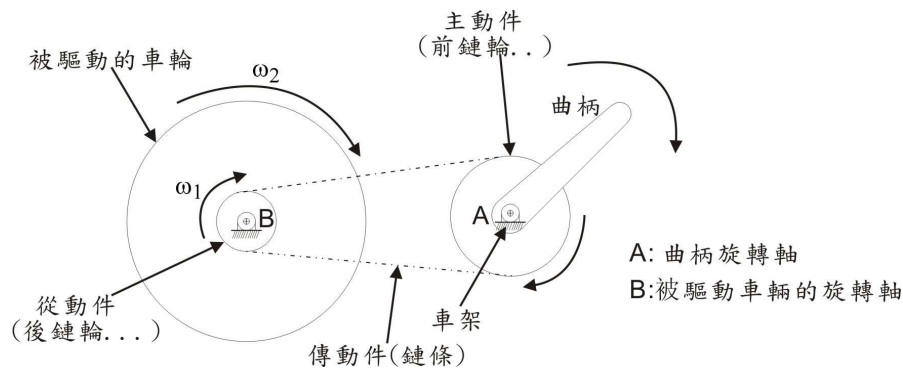 主動件
(前鏈輪..)
被驅動的車輪
ω2
曲柄
ω1
B
A
A: 曲柄旋轉軸
B:被驅動車輛的旋轉軸
從動件
(後鏈輪...)
車架
傳動件(鏈條)